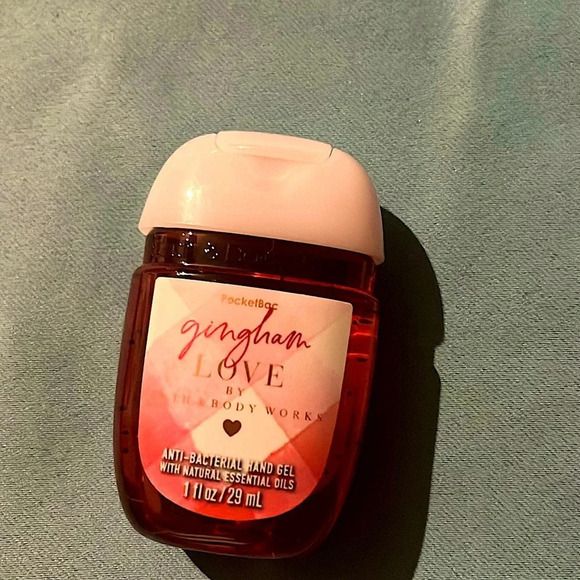 PocketBac
gingham
LOVE
BY
& BODY WORKS
ANTI-BACTERIAL HAND GEL
WITH NATURAL ESSENTIAL OILS
1 fl oz / 29 mL